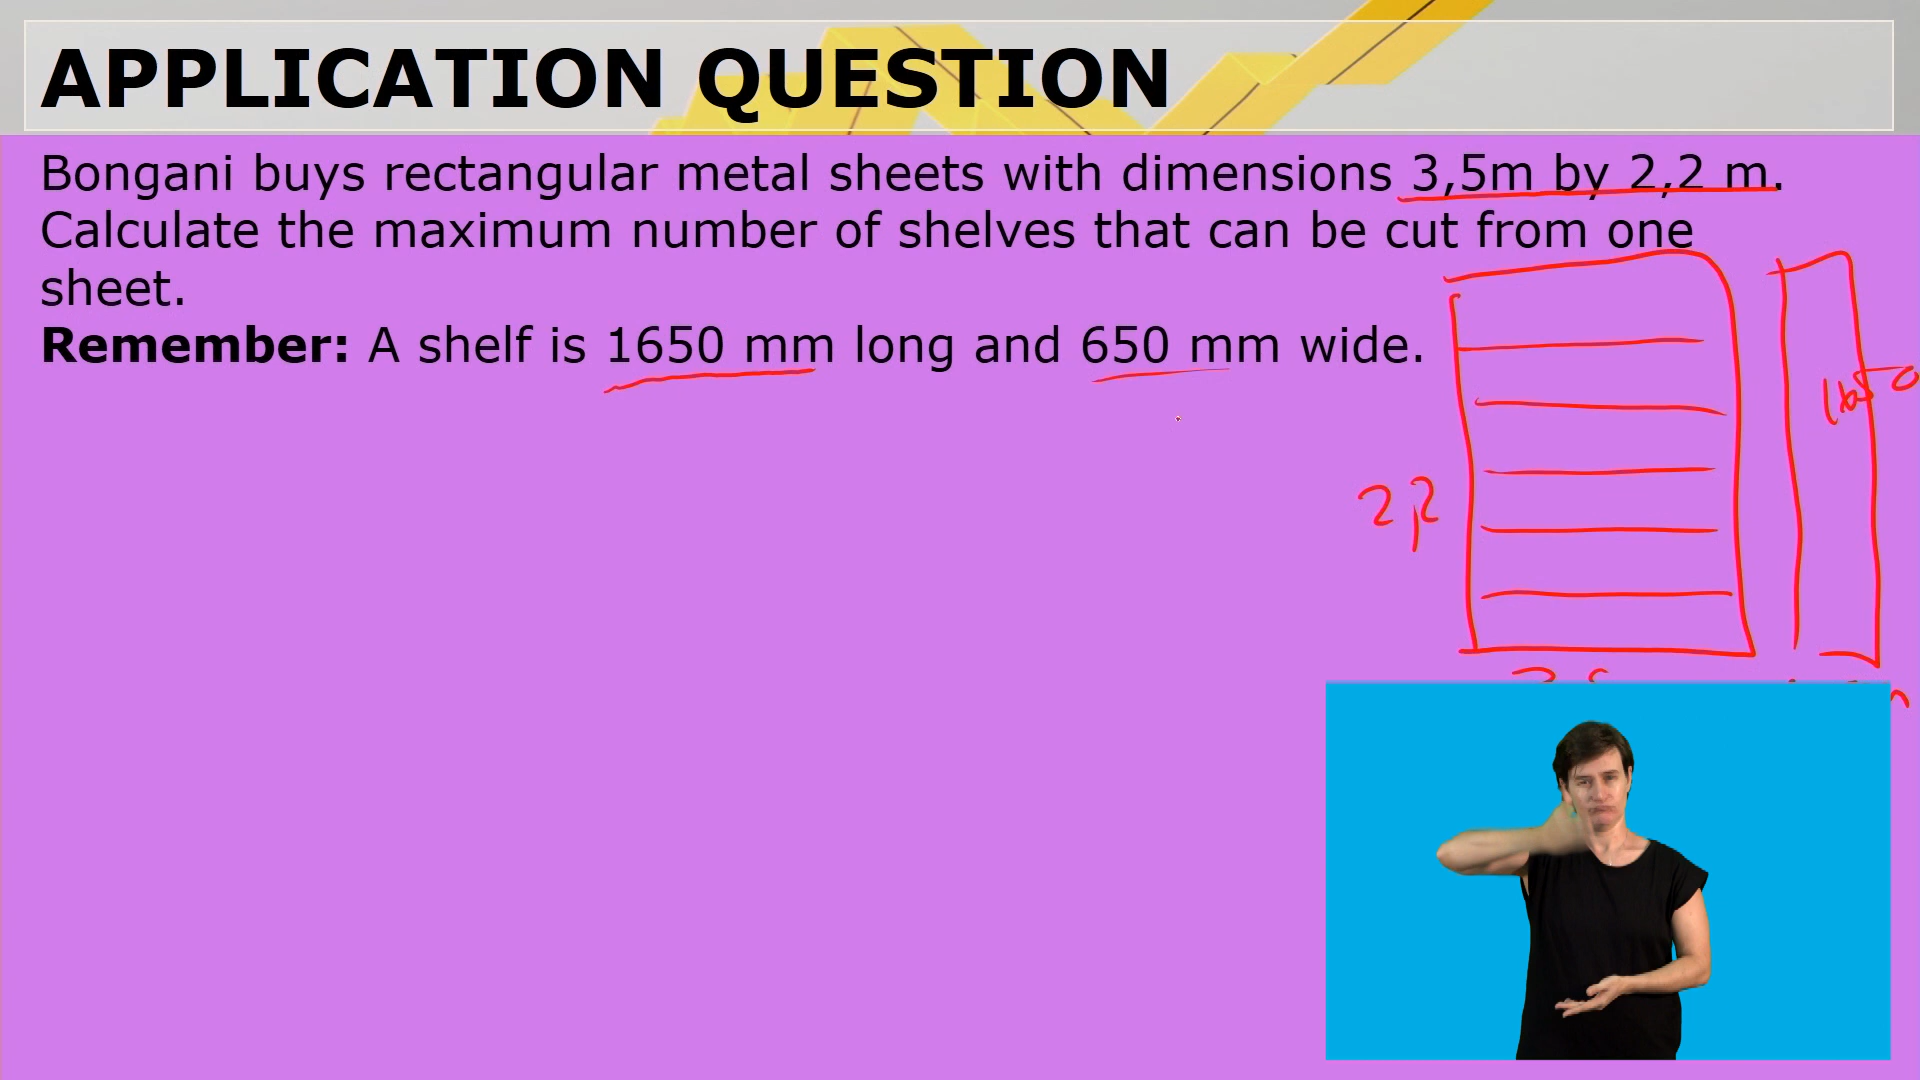 APPLICATION QUESTION
Bongani buys rectangular metal sheets with dimensions 3,5m by 2,2 m.
Calculate the maximum number of shelves that can be cut from one
sheet.
Remember: A shelf is 1650 mm long and 650 mm wide.
1650
2,2